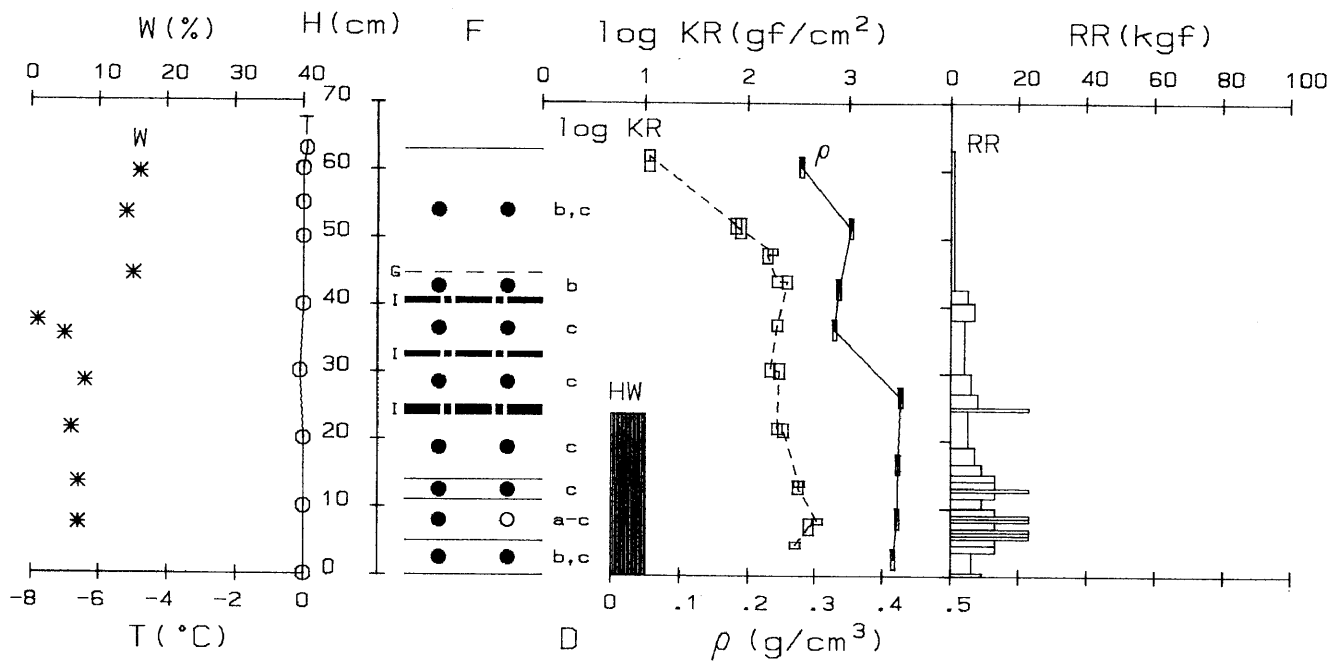 W(%) H(cm) F log KR(gf/cm²) RR(kgf)
0 10 20 30 40 0 1 2 3 0 20 40 60 80 100
70
T
W log KR ρ RR
60
b,c
50
G b
I 40
c
I 30
c HW
I
20 c
c
10 a-c
0 b,c
-8 -6 -4 -2 0 0 .1 .2 .3 .4 .5
T(°C) D ρ(g/cm³)